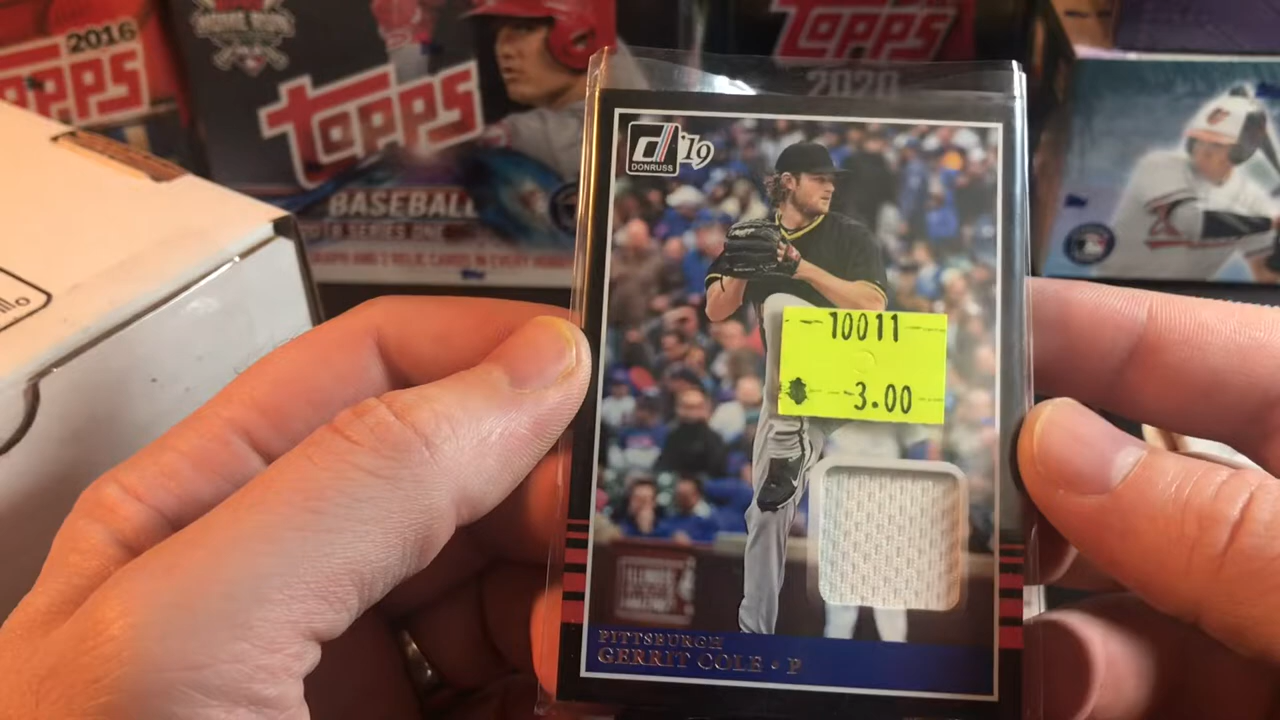 2016
Topps
Topps
BASEBALL
Topps
2020
DONRUSS
'19
10011
3.00
PITTSBURGH
GERRIT COLE • P